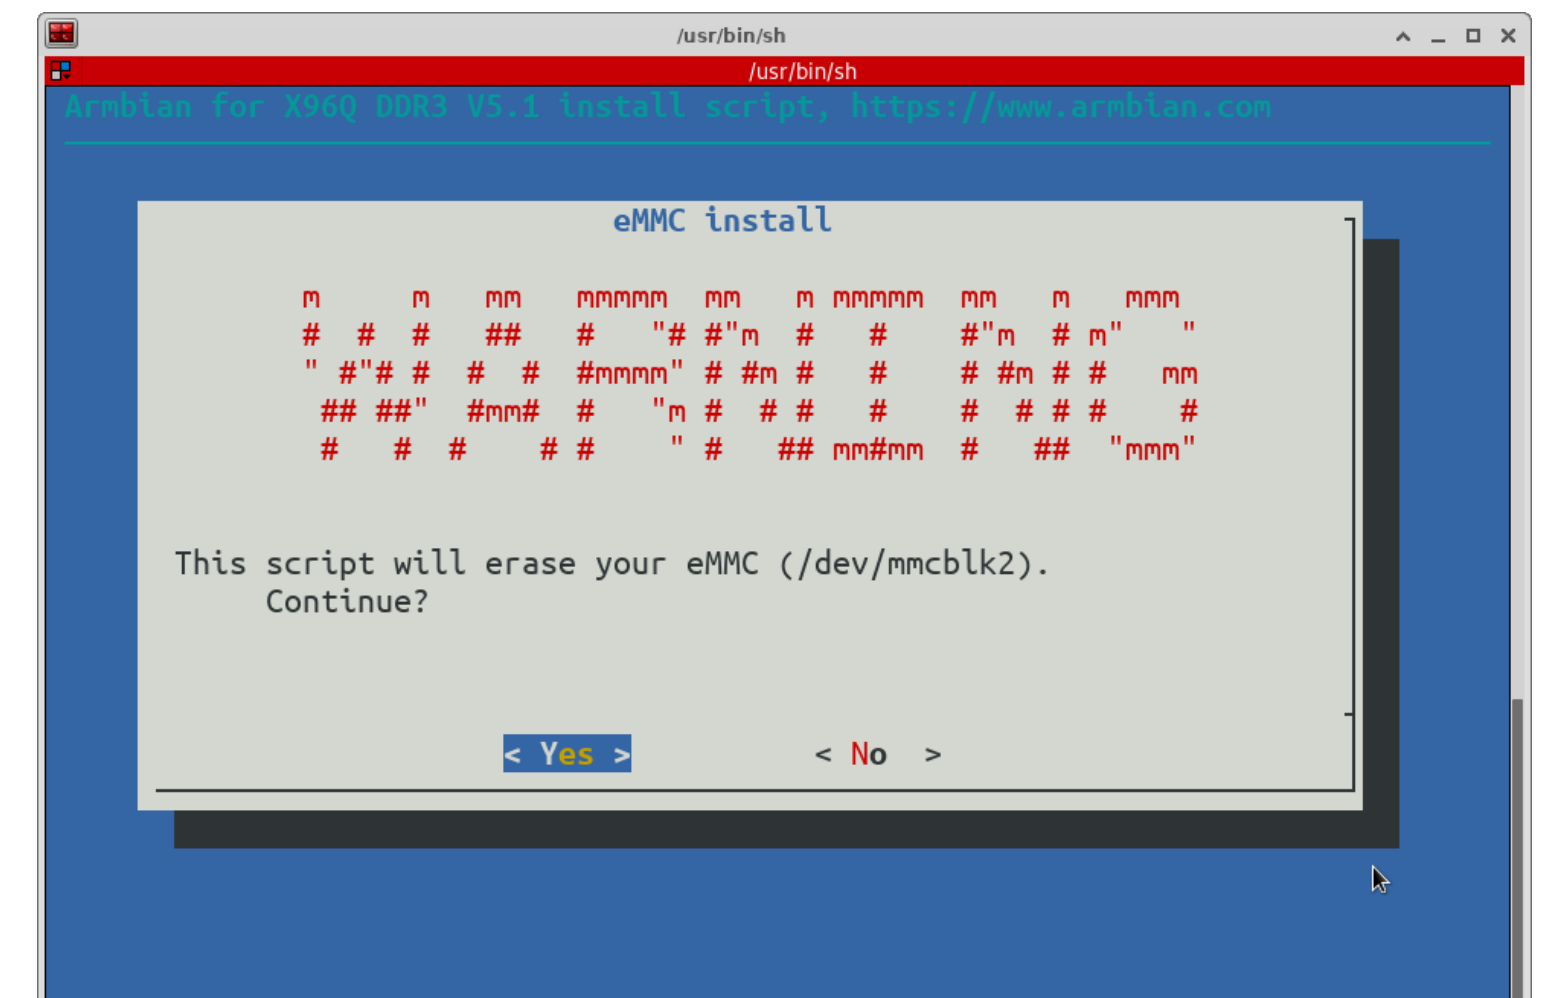 /usr/bin/sh
/usr/bin/sh
Armbian for X96Q DDR3 V5.1 install script, https://www.armbian.com
eMMC install
WARNING
This script will erase your eMMC (/dev/mmcblk2).
Continue?
< Yes > < No >